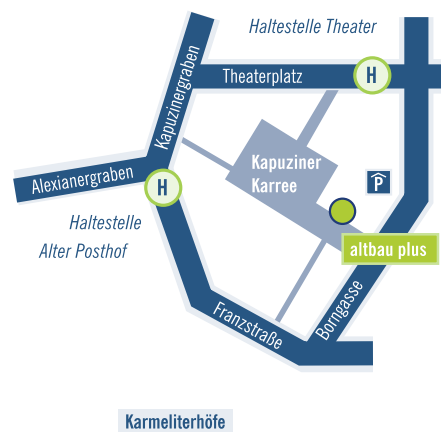 Haltestelle Theater
Kapuzinergraben
Theaterplatz
H
Kapuziner
Karree
P
Alexianergraben
H
Haltestelle
Alter Posthof
altbau plus
Borngasse
Franzstraße
Karmeliterhöfe